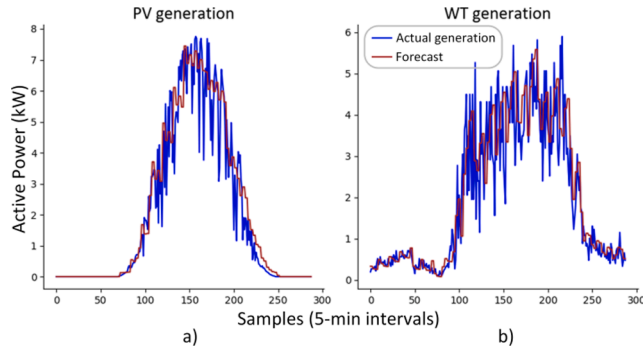 PV generation
WT generation
Actual generation
Forecast
Active Power (kW)
8
7
6
5
4
3
2
1
0
6
5
4
3
2
1
0
0 50 100 150 200 250 300
0 50 100 150 200 250 300
Samples (5-min intervals)
a)
b)